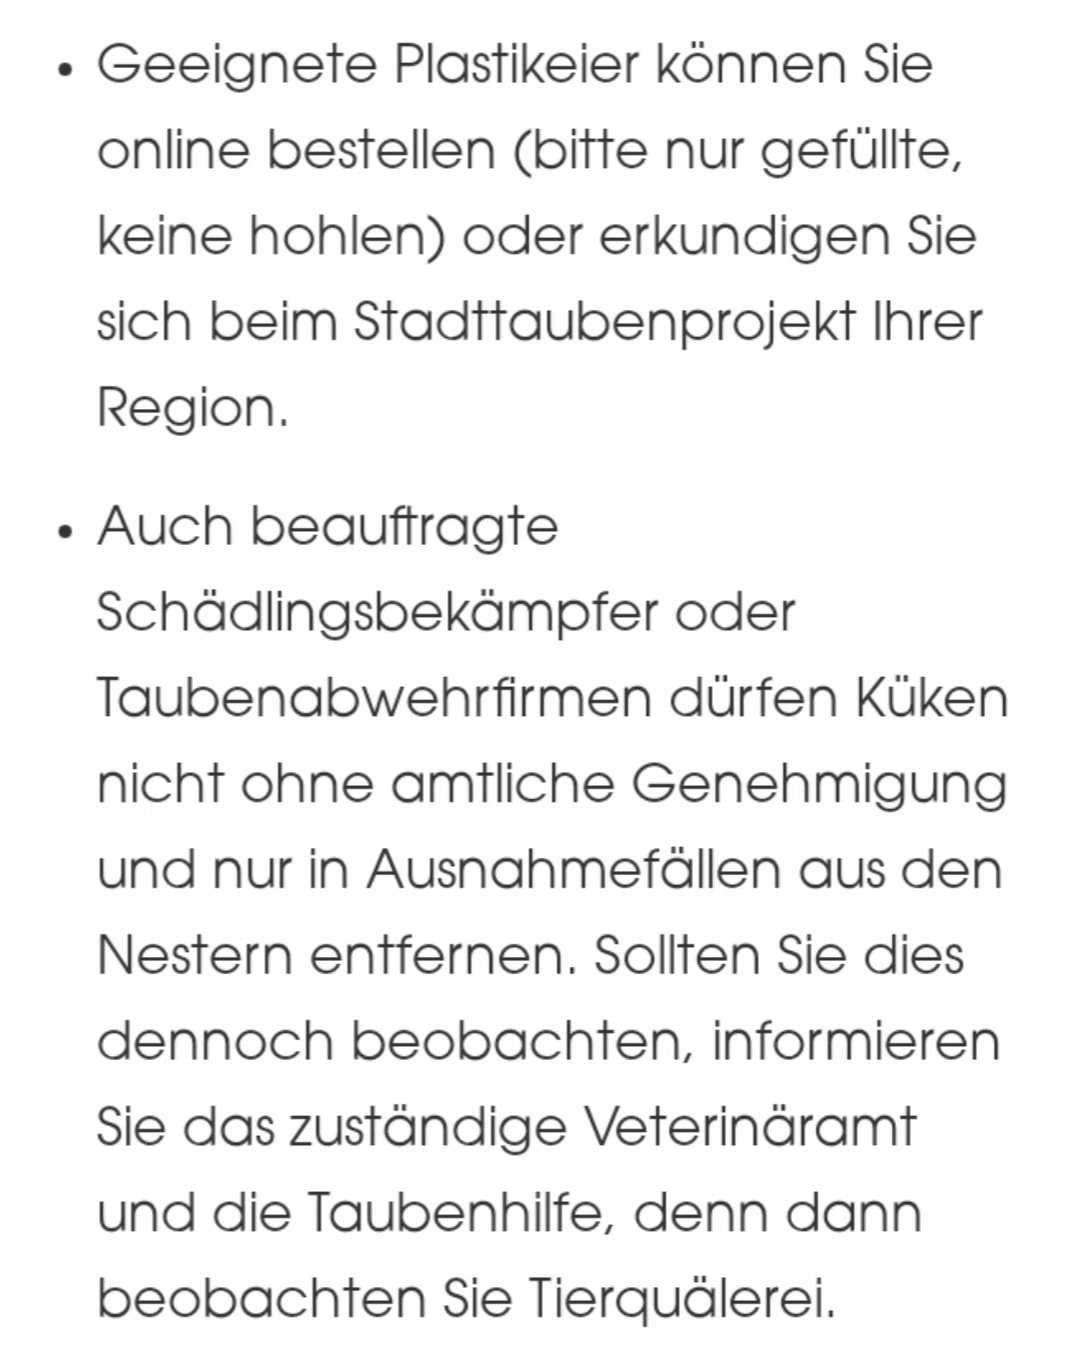 • Geeignete Plastikeier können Sie
online bestellen (bitte nur gefüllte,
keine hohlen) oder erkundigen Sie
sich beim Stadttaubenprojekt Ihrer
Region.
• Auch beauftragte
Schädlingsbekämpfer oder
Taubenabwehrfirmen dürfen Küken
nicht ohne amtliche Genehmigung
und nur in Ausnahmefällen aus den
Nestern entfernen. Sollten Sie dies
dennoch beobachten, informieren
Sie das zuständige Veterinäramt
und die Taubenhilfe, denn dann
beobachten Sie Tierquälerei.